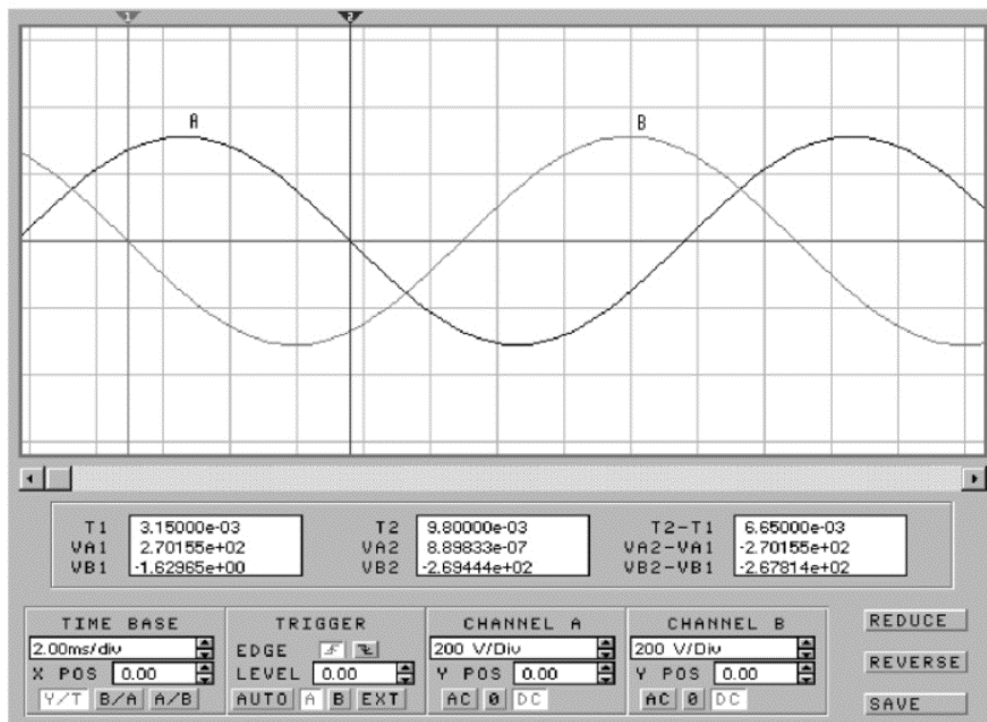 1 2
A
B
T1 3.15000e-03 T2 9.80000e-03 T2-T1 6.65000e-03
VA1 2.70155e+02 VA2 8.89833e-07 VA2-VA1 -2.70155e+02
VB1 -1.62965e+00 VB2 -2.69444e+02 VB2-VB1 -2.67814e+02
TIME BASE
2.00ms/div
X POS 0.00
Y/T B/A A/B
TRIGGER
EDGE
LEVEL 0.00
AUTO A B EXT
CHANNEL A
200 V/Div
Y POS 0.00
AC 0 DC
CHANNEL B
200 V/Div
Y POS 0.00
AC 0 DC
REDUCE
REVERSE
SAVE